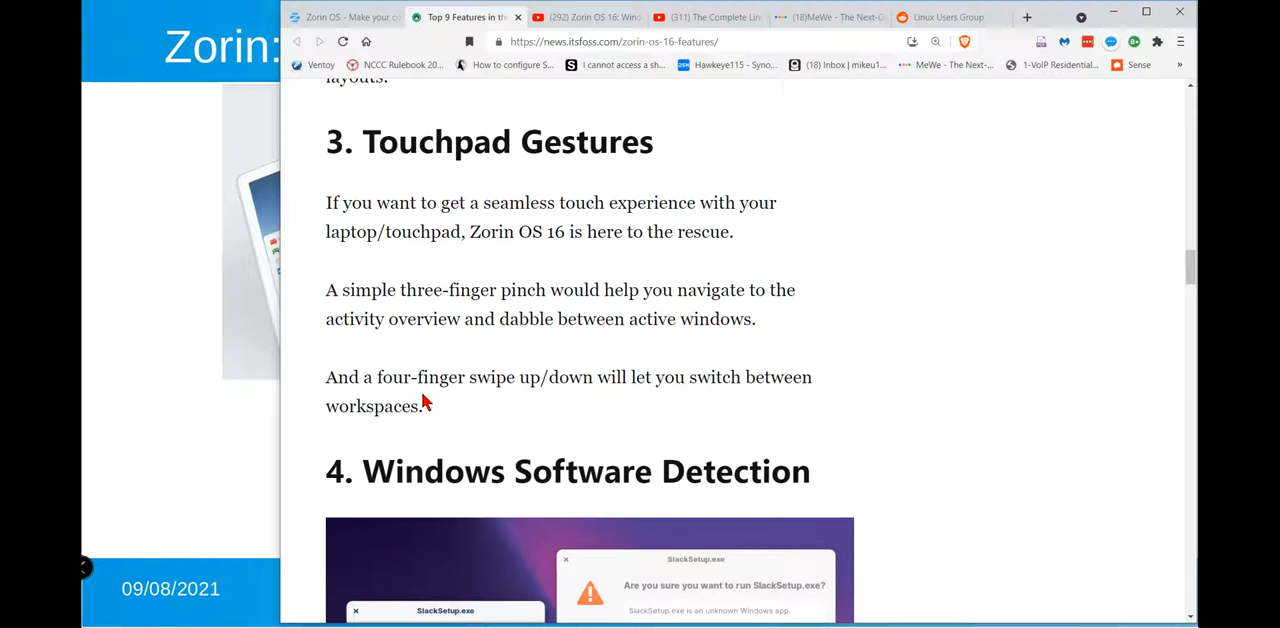 Zorin:
Zorin OS - Make your c
Top 9 Features in th
(292) Zorin OS 16: Wind
(311) The Complete Lin
(18)MeWe - The Next-G
Linux Users Group
https://news.itsfoss.com/zorin-os-16-features/
Ventoy
NCCC Rulebook 20...
How to configure S...
I cannot access a sh...
Hawkeye115 - Syno...
(18) Inbox | mikeu1...
MeWe - The Next-...
1-VoIP Residential...
Sense
»
layouts.
3. Touchpad Gestures
If you want to get a seamless touch experience with your
laptop/touchpad, Zorin OS 16 is here to the rescue.
A simple three-finger pinch would help you navigate to the
activity overview and dabble between active windows.
And a four-finger swipe up/down will let you switch between
workspaces.
4. Windows Software Detection
SlackSetup.exe
Are you sure you want to run SlackSetup.exe?
SlackSetup.exe is an unknown Windows app.
SlackSetup.exe
09/08/2021